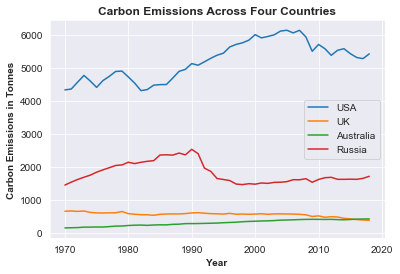 Carbon Emissions Across Four Countries
Carbon Emissions in Tonnes
6000
5000
4000
3000
2000
1000
0
USA
UK
Australia
Russia
1970 1980 1990 2000 2010 2020
Year